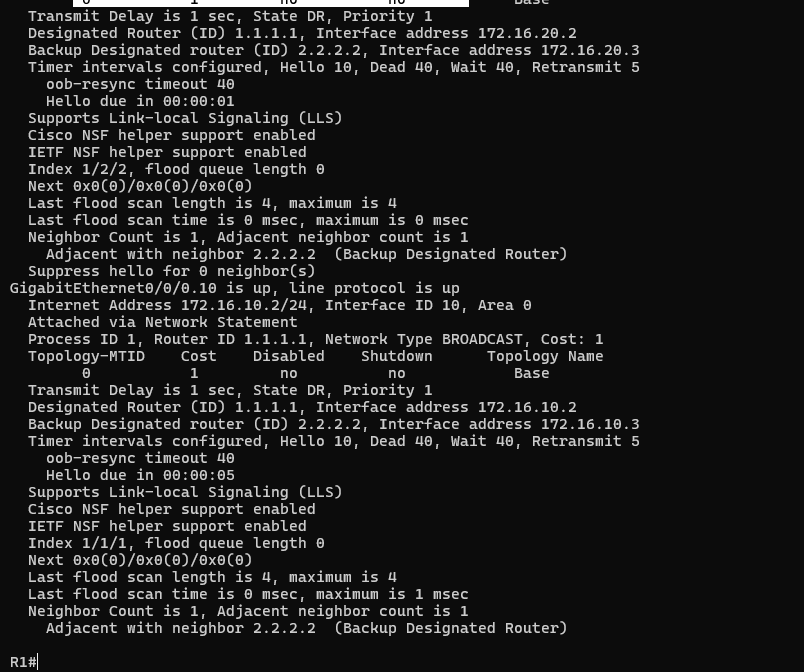 0 1 no no Base
Transmit Delay is 1 sec, State DR, Priority 1
Designated Router (ID) 1.1.1.1, Interface address 172.16.20.2
Backup Designated router (ID) 2.2.2.2, Interface address 172.16.20.3
Timer intervals configured, Hello 10, Dead 40, Wait 40, Retransmit 5
oob-resync timeout 40
Hello due in 00:00:01
Supports Link-local Signaling (LLS)
Cisco NSF helper support enabled
IETF NSF helper support enabled
Index 1/2/2, flood queue length 0
Next 0x0(0)/0x0(0)/0x0(0)
Last flood scan length is 4, maximum is 4
Last flood scan time is 0 msec, maximum is 0 msec
Neighbor Count is 1, Adjacent neighbor count is 1
Adjacent with neighbor 2.2.2.2  (Backup Designated Router)
Suppress hello for 0 neighbor(s)
GigabitEthernet0/0/0.10 is up, line protocol is up
Internet Address 172.16.10.2/24, Interface ID 10, Area 0
Attached via Network Statement
Process ID 1, Router ID 1.1.1.1, Network Type BROADCAST, Cost: 1
Topology-MTID    Cost    Disabled    Shutdown      Topology Name
0           1         no          no            Base
Transmit Delay is 1 sec, State DR, Priority 1
Designated Router (ID) 1.1.1.1, Interface address 172.16.10.2
Backup Designated router (ID) 2.2.2.2, Interface address 172.16.10.3
Timer intervals configured, Hello 10, Dead 40, Wait 40, Retransmit 5
oob-resync timeout 40
Hello due in 00:00:05
Supports Link-local Signaling (LLS)
Cisco NSF helper support enabled
IETF NSF helper support enabled
Index 1/1/1, flood queue length 0
Next 0x0(0)/0x0(0)/0x0(0)
Last flood scan length is 4, maximum is 4
Last flood scan time is 0 msec, maximum is 1 msec
Neighbor Count is 1, Adjacent neighbor count is 1
Adjacent with neighbor 2.2.2.2  (Backup Designated Router)
R1#